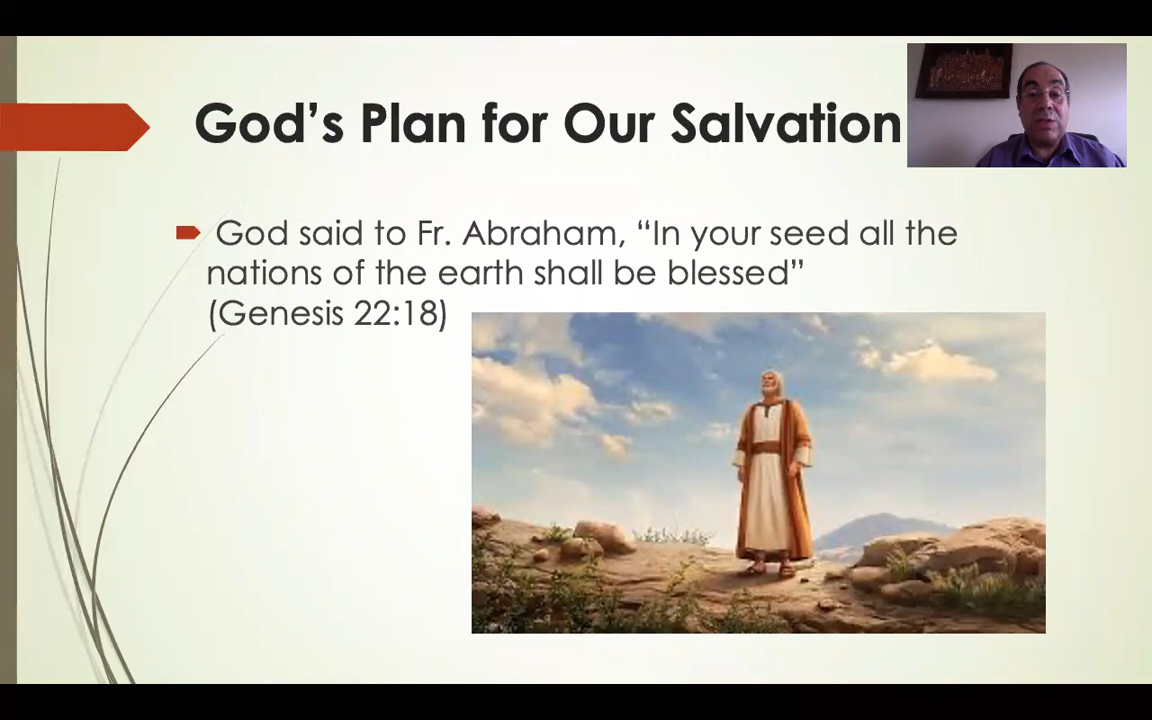 God’s Plan for Our Salvation
God said to Fr. Abraham, “In your seed all the
nations of the earth shall be blessed”
(Genesis 22:18)